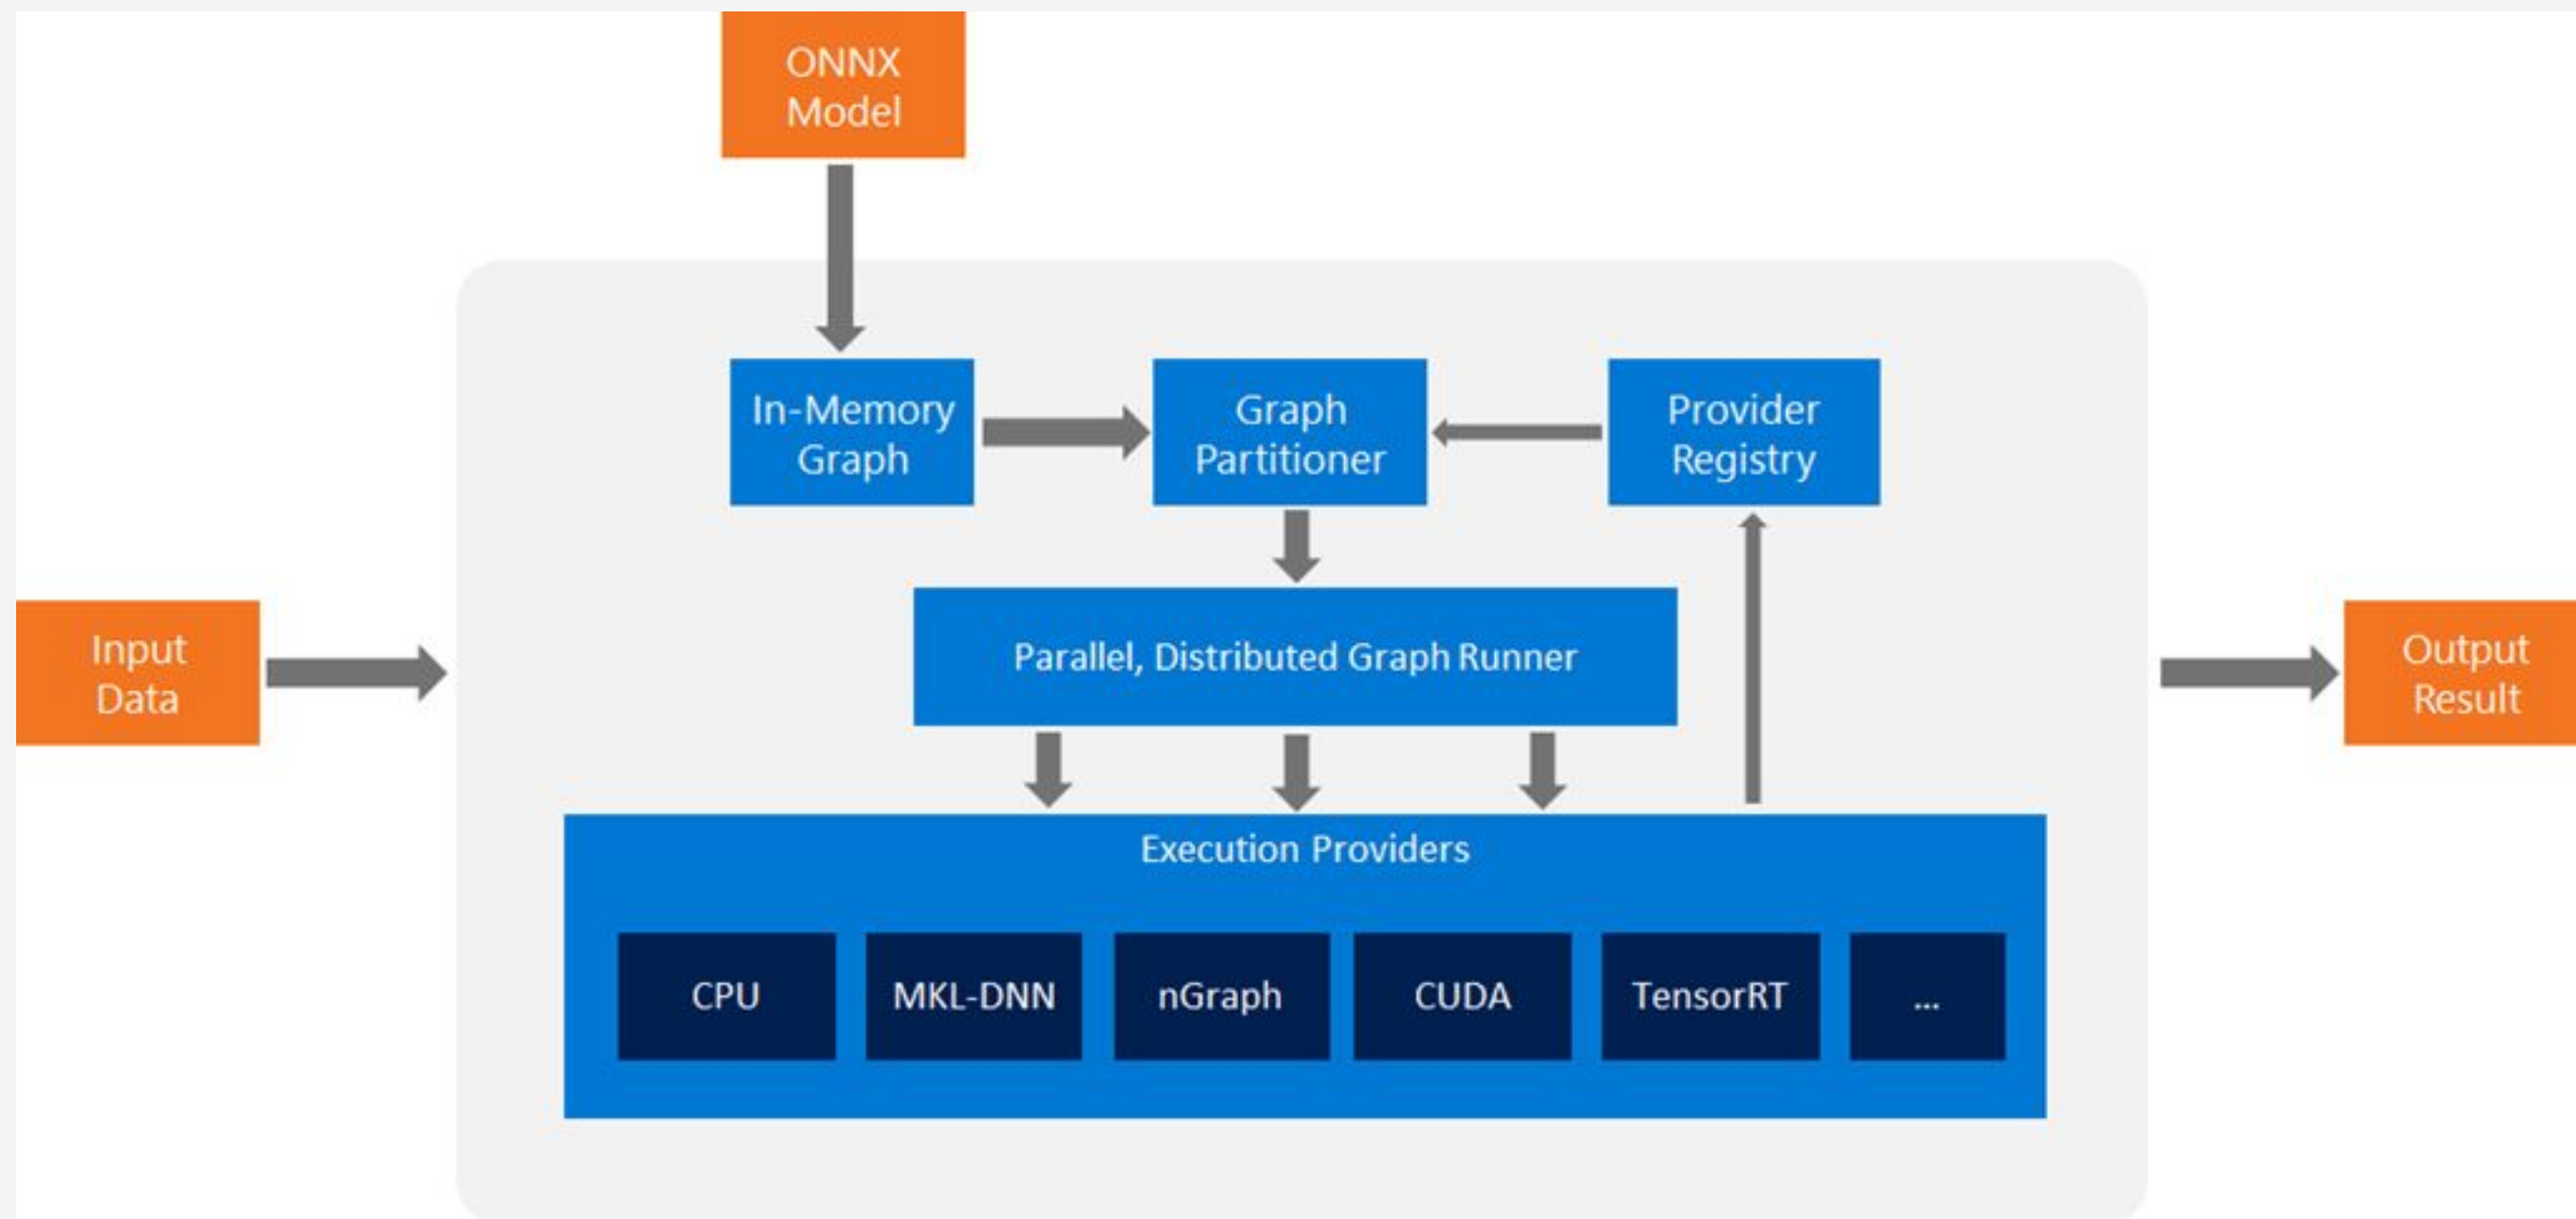 ONNX
Model
In-Memory
Graph
Graph
Partitioner
Provider
Registry
Input
Data
Parallel, Distributed Graph Runner
Output
Result
Execution Providers
CPU
MKL-DNN
nGraph
CUDA
TensorRT
...